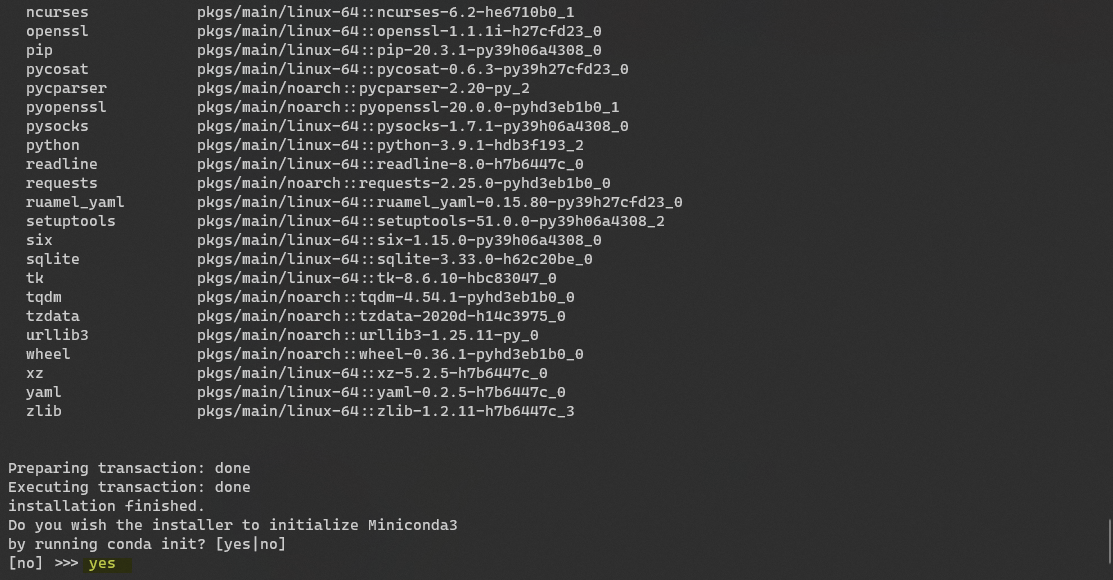 ncurses pkgs/main/linux-64::ncurses-6.2-he6710b0_1
openssl pkgs/main/linux-64::openssl-1.1.1i-h27cfd23_0
pip pkgs/main/linux-64::pip-20.3.1-py39h06a4308_0
pycosat pkgs/main/linux-64::pycosat-0.6.3-py39h27cfd23_0
pycparser pkgs/main/noarch::pycparser-2.20-py_2
pyopenssl pkgs/main/noarch::pyopenssl-20.0.0-pyhd3eb1b0_1
pysocks pkgs/main/linux-64::pysocks-1.7.1-py39h06a4308_0
python pkgs/main/linux-64::python-3.9.1-hdb3f193_2
readline pkgs/main/linux-64::readline-8.0-h7b6447c_0
requests pkgs/main/noarch::requests-2.25.0-pyhd3eb1b0_0
ruamel_yaml pkgs/main/linux-64::ruamel_yaml-0.15.80-py39h27cfd23_0
setuptools pkgs/main/linux-64::setuptools-51.0.0-py39h06a4308_2
six pkgs/main/linux-64::six-1.15.0-py39h06a4308_0
sqlite pkgs/main/linux-64::sqlite-3.33.0-h62c20be_0
tk pkgs/main/linux-64::tk-8.6.10-hbc83047_0
tqdm pkgs/main/noarch::tqdm-4.54.1-pyhd3eb1b0_0
tzdata pkgs/main/noarch::tzdata-2020d-h14c3975_0
urllib3 pkgs/main/noarch::urllib3-1.25.11-py_0
wheel pkgs/main/noarch::wheel-0.36.1-pyhd3eb1b0_0
xz pkgs/main/linux-64::xz-5.2.5-h7b6447c_0
yaml pkgs/main/linux-64::yaml-0.2.5-h7b6447c_0
zlib pkgs/main/linux-64::zlib-1.2.11-h7b6447c_3
Preparing transaction: done
Executing transaction: done
installation finished.
Do you wish the installer to initialize Miniconda3
by running conda init? [yes|no]
[no] >>> yes